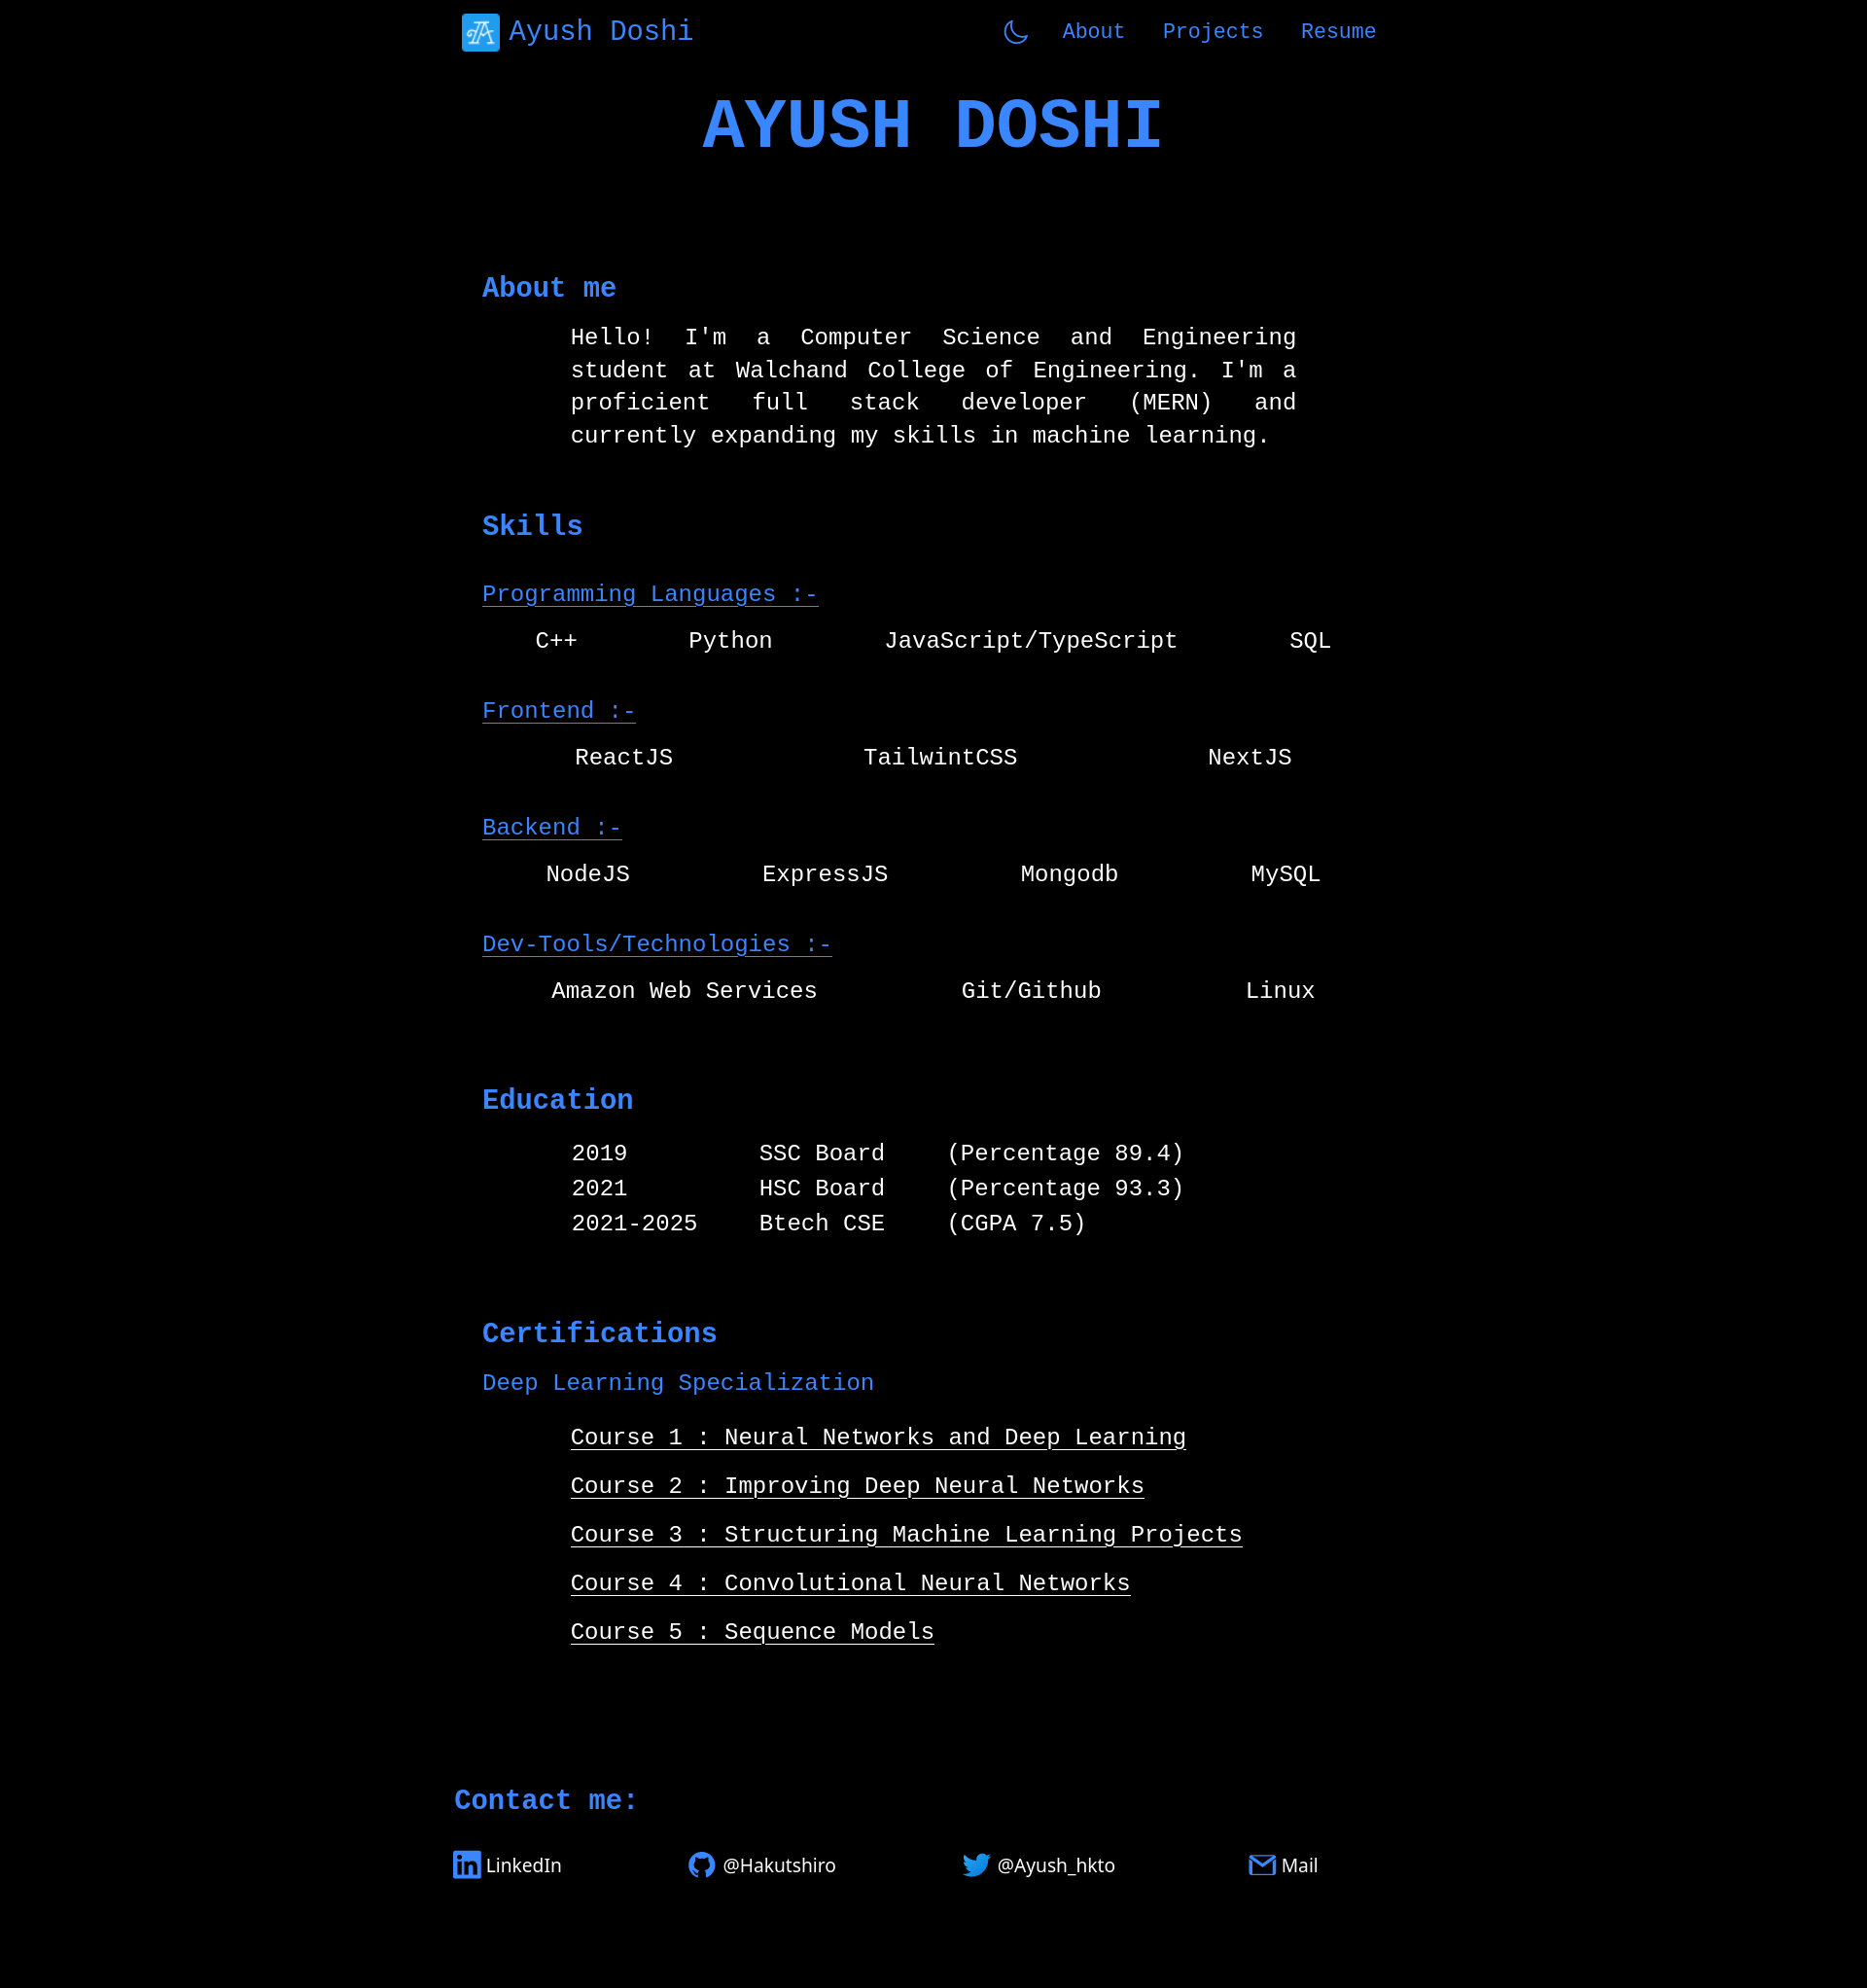 Ayush Doshi
About Projects Resume
AYUSH DOSHI
About me
Hello! I'm a Computer Science and Engineering
student at Walchand College of Engineering. I'm a
proficient full stack developer (MERN) and
currently expanding my skills in machine learning.
Skills
Programming Languages :-
C++ Python JavaScript/TypeScript SQL
Frontend :-
ReactJS TailwintCSS NextJS
Backend :-
NodeJS ExpressJS Mongodb MySQL
Dev-Tools/Technologies :-
Amazon Web Services Git/Github Linux
Education
2019 SSC Board (Percentage 89.4)
2021 HSC Board (Percentage 93.3)
2021-2025 Btech CSE (CGPA 7.5)
Certifications
Deep Learning Specialization
Course 1 : Neural Networks and Deep Learning
Course 2 : Improving Deep Neural Networks
Course 3 : Structuring Machine Learning Projects
Course 4 : Convolutional Neural Networks
Course 5 : Sequence Models
Contact me:
LinkedIn @Hakutshiro @Ayush_hkto Mail